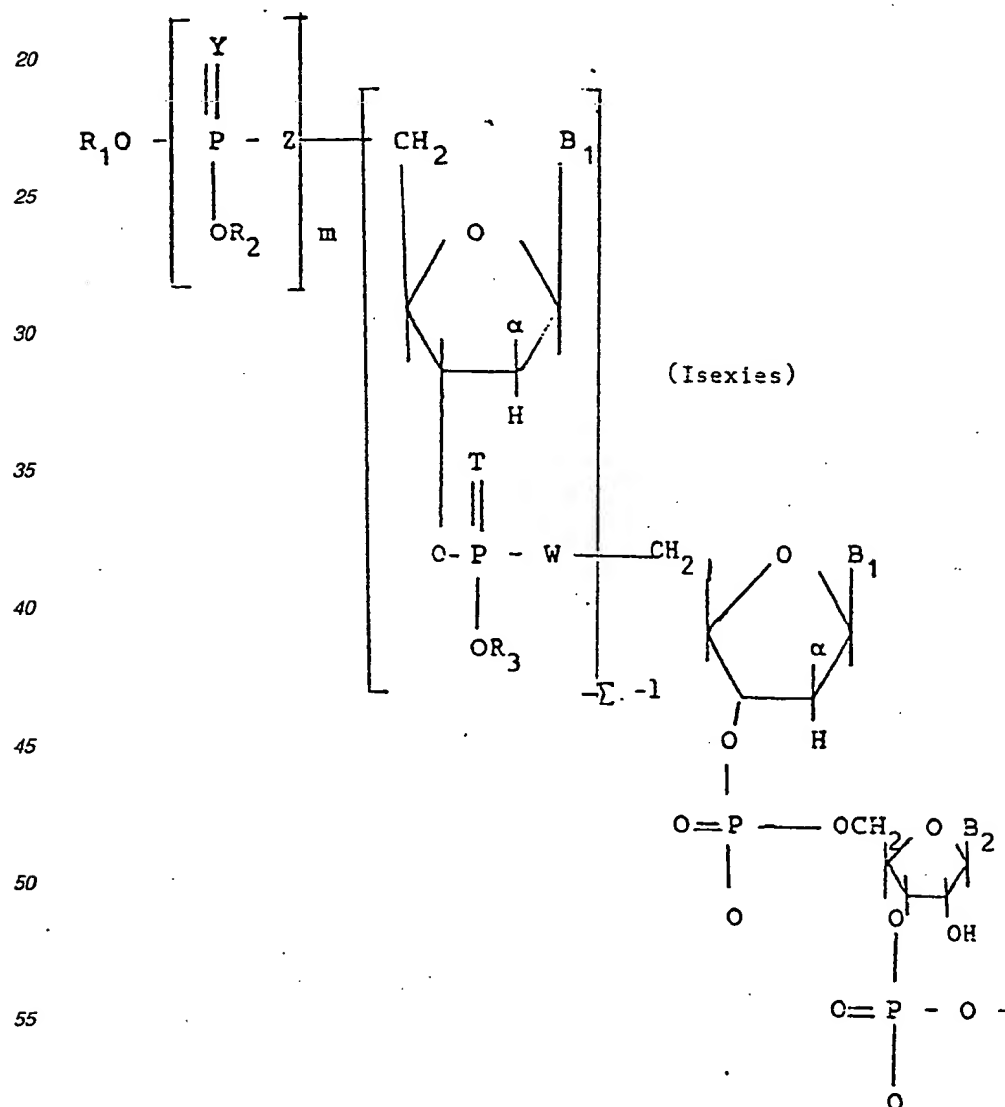 20
Y
R1O - P - Z CH2 B1
25
OR2 m
O
30
α
(Isexies)
H
35
T
O-P - W CH2 O B1
40
OR3
α
-Σ.-1
45
O H
O=P OCH2 O B2
50
O O OH
55
O=P - O -
O